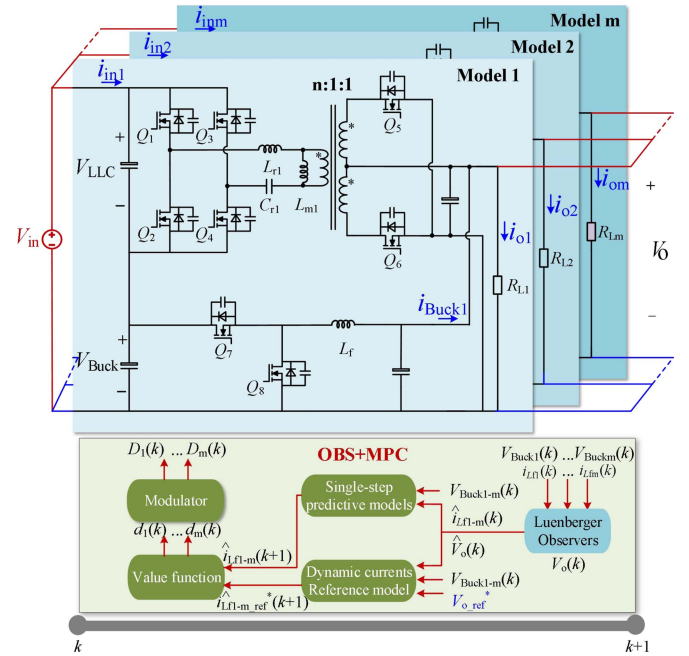 i_inm
Model m
i_in2
Model 2
i_in1
Model 1
n:1:1
Q1
Q3
Q5
*
*
*
V_LLC
+
−
L_r1
C_r1
L_m1
Q2
Q4
Q6
V_in
i_o1
i_o2
i_om
R_L1
R_L2
R_Lm
+
V_o
−
i_Buck1
+
V_Buck
−
Q7
Q8
L_f
OBS+MPC
D_1(k) ... D_m(k)
Modulator
d_1(k) ... d_m(k)
Value function
î_Lf1-m(k+1)
î_Lf1-m_ref*(k+1)
Single-step
predictive models
Dynamic currents
Reference model
V_Buck1-m(k)
î_Lf1-m(k)
V̂_o(k)
V_Buck1-m(k)
V_o_ref*
V_Buck1(k) ... V_Buckm(k)
i_Lf1(k) ... i_Lfm(k)
Luenberger
Observers
V_o(k)
k
k+1